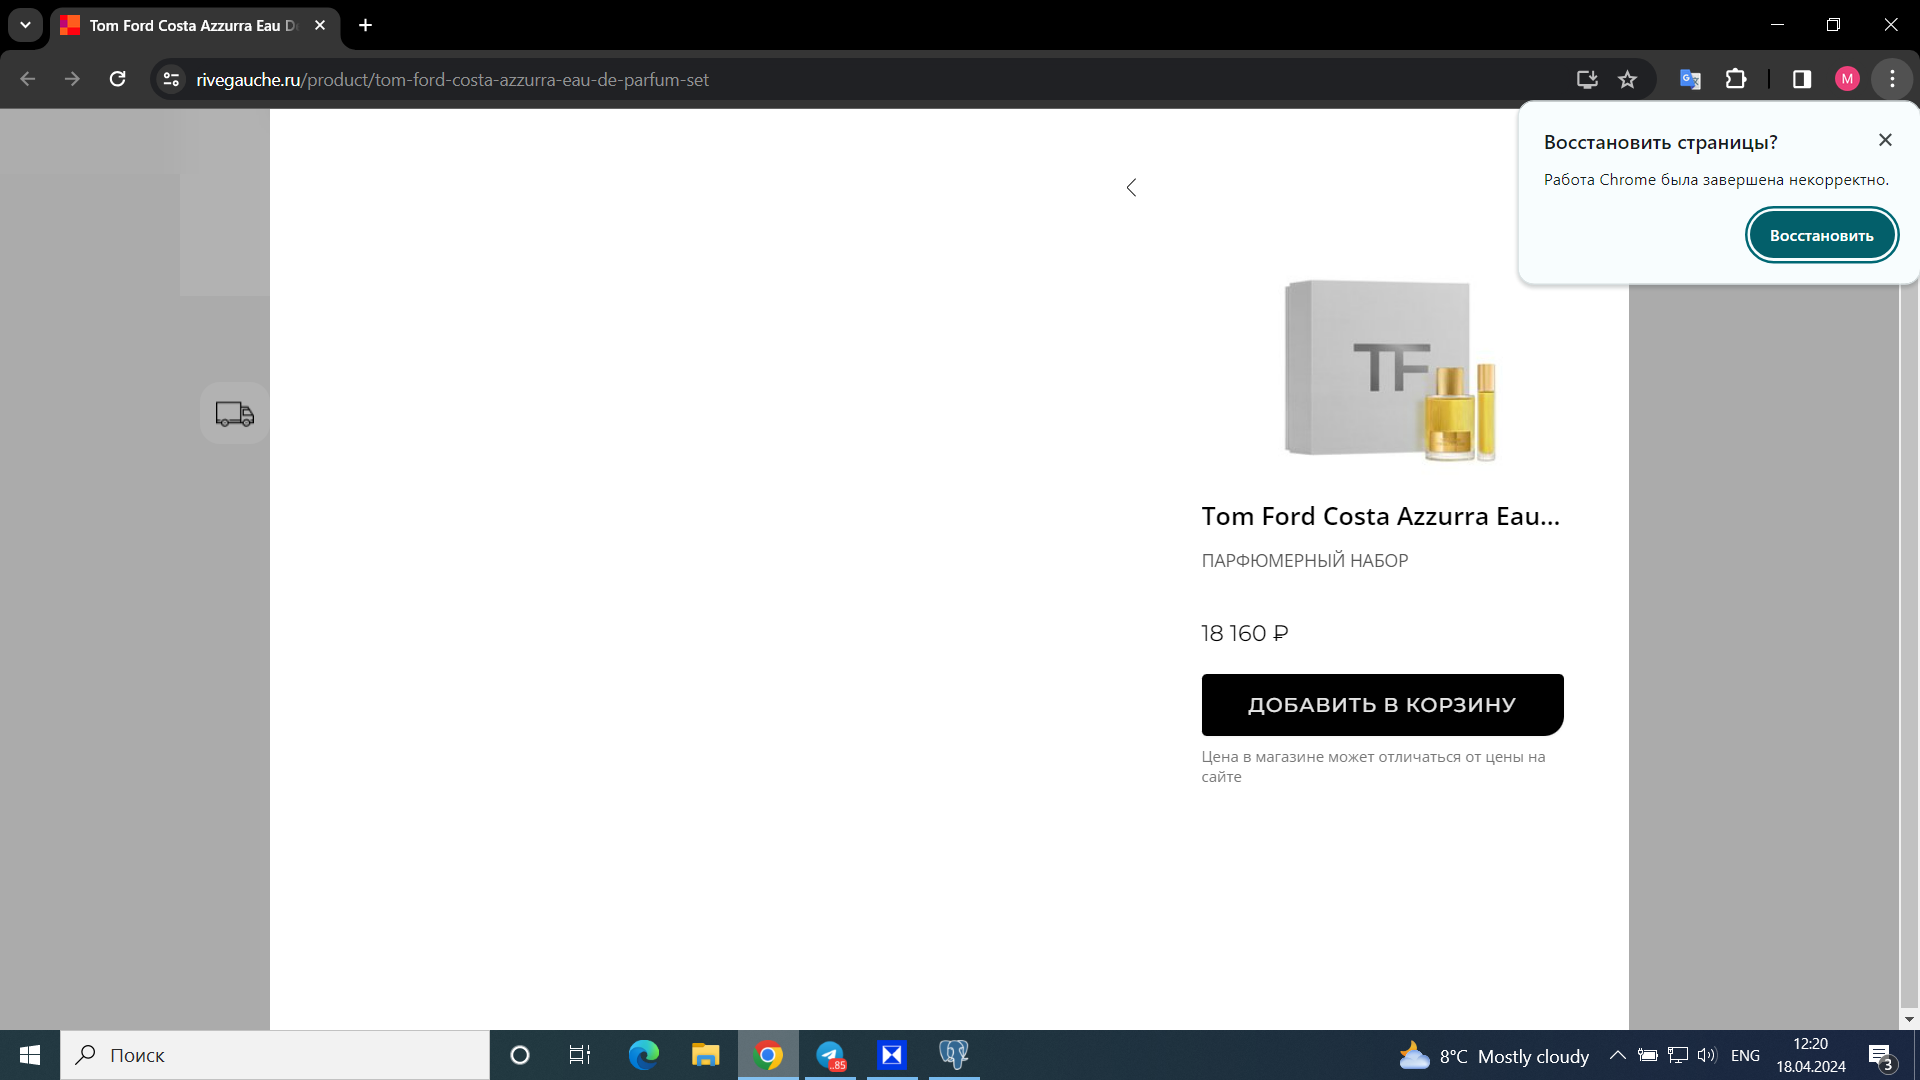 Tom Ford Costa Azzurra Eau D
rivegauche.ru/product/tom-ford-costa-azzurra-eau-de-parfum-set
M
Восстановить страницы?
Работа Chrome была завершена некорректно.
Восстановить
TF
Tom Ford Costa Azzurra Eau...
ПАРФЮМЕРНЫЙ НАБОР
18 160 ₽
ДОБАВИТЬ В КОРЗИНУ
Цена в магазине может отличаться от цены на
сайте
Поиск
..85
8°C Mostly cloudy
ENG
12:20
18.04.2024
3